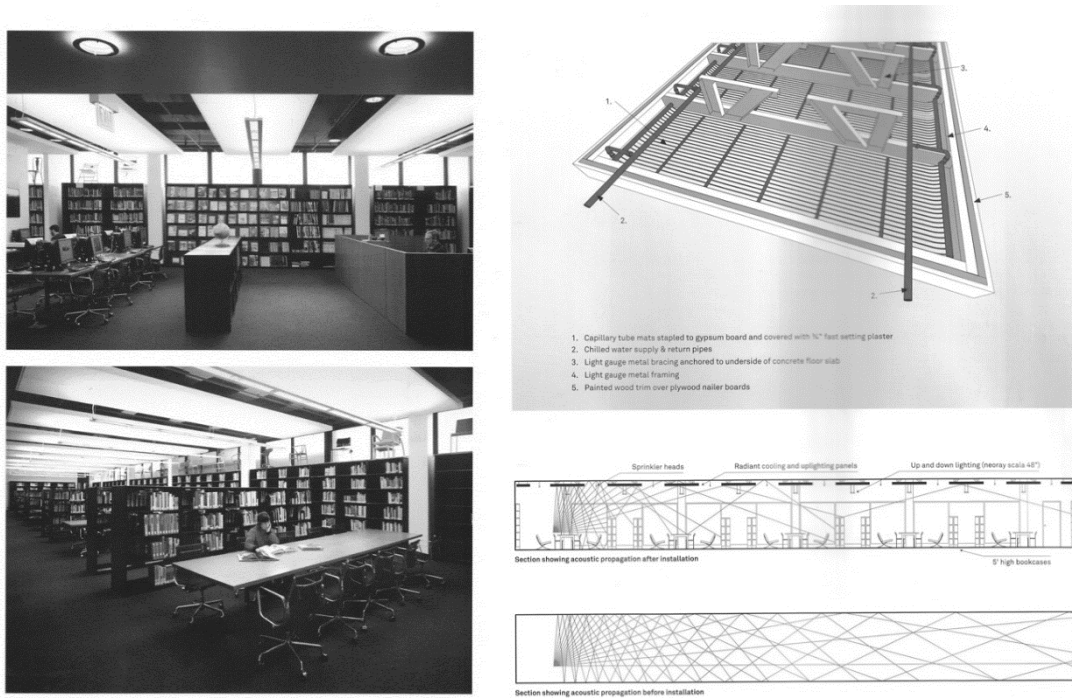 EXIT
1.
3.
4.
5.
2.
2.
1. Capillary tube mats stapled to gypsum board and covered with ¾" fast setting plaster
2. Chilled water supply & return pipes
3. Light gauge metal bracing anchored to underside of concrete floor slab
4. Light gauge metal framing
5. Painted wood trim over plywood nailer boards
Sprinkler heads
Radiant cooling and uplighting panels
Up and down lighting (neoray scala 48")
Section showing acoustic propagation after installation
5' high bookcases
Section showing acoustic propagation before installation